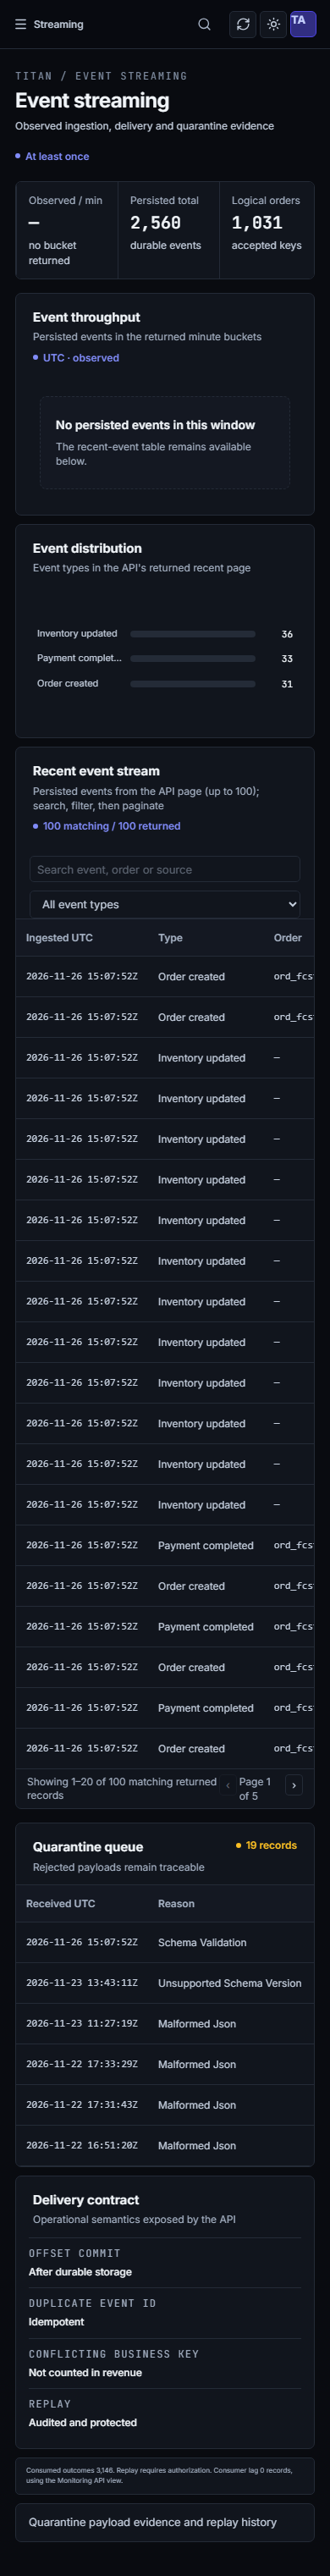 Streaming
TA
TITAN / EVENT STREAMING
Event streaming
Observed ingestion, delivery and quarantine evidence
At least once
Observed / min
—
no bucket
returned
Persisted total
2,560
durable events
Logical orders
1,031
accepted keys
Event throughput
Persisted events in the returned minute buckets
UTC · observed
No persisted events in this window
The recent-event table remains available
below.
Event distribution
Event types in the API's returned recent page
Inventory updated 36
Payment complet... 33
Order created 31
Recent event stream
Persisted events from the API page (up to 100);
search, filter, then paginate
100 matching / 100 returned
Search event, order or source
All event types
Ingested UTC Type Order
2026-11-26 15:07:52Z Order created ord_fcs
2026-11-26 15:07:52Z Order created ord_fcs
2026-11-26 15:07:52Z Inventory updated —
2026-11-26 15:07:52Z Inventory updated —
2026-11-26 15:07:52Z Inventory updated —
2026-11-26 15:07:52Z Inventory updated —
2026-11-26 15:07:52Z Inventory updated —
2026-11-26 15:07:52Z Inventory updated —
2026-11-26 15:07:52Z Inventory updated —
2026-11-26 15:07:52Z Inventory updated —
2026-11-26 15:07:52Z Inventory updated —
2026-11-26 15:07:52Z Inventory updated —
2026-11-26 15:07:52Z Inventory updated —
2026-11-26 15:07:52Z Inventory updated —
2026-11-26 15:07:52Z Payment completed ord_fcs
2026-11-26 15:07:52Z Order created ord_fcs
2026-11-26 15:07:52Z Payment completed ord_fcs
2026-11-26 15:07:52Z Order created ord_fcs
2026-11-26 15:07:52Z Payment completed ord_fcs
2026-11-26 15:07:52Z Order created ord_fcs
Showing 1–20 of 100 matching returned
records
‹ Page 1
of 5 ›
Quarantine queue
19 records
Rejected payloads remain traceable
Received UTC Reason
2026-11-26 15:07:52Z Schema Validation
2026-11-23 13:43:11Z Unsupported Schema Version
2026-11-23 11:27:19Z Malformed Json
2026-11-22 17:33:29Z Malformed Json
2026-11-22 17:31:43Z Malformed Json
2026-11-22 16:51:20Z Malformed Json
Delivery contract
Operational semantics exposed by the API
OFFSET COMMIT
After durable storage
DUPLICATE EVENT ID
Idempotent
CONFLICTING BUSINESS KEY
Not counted in revenue
REPLAY
Audited and protected
Consumed outcomes 3,146. Replay requires authorization. Consumer lag 0 records,
using the Monitoring API view.
Quarantine payload evidence and replay history